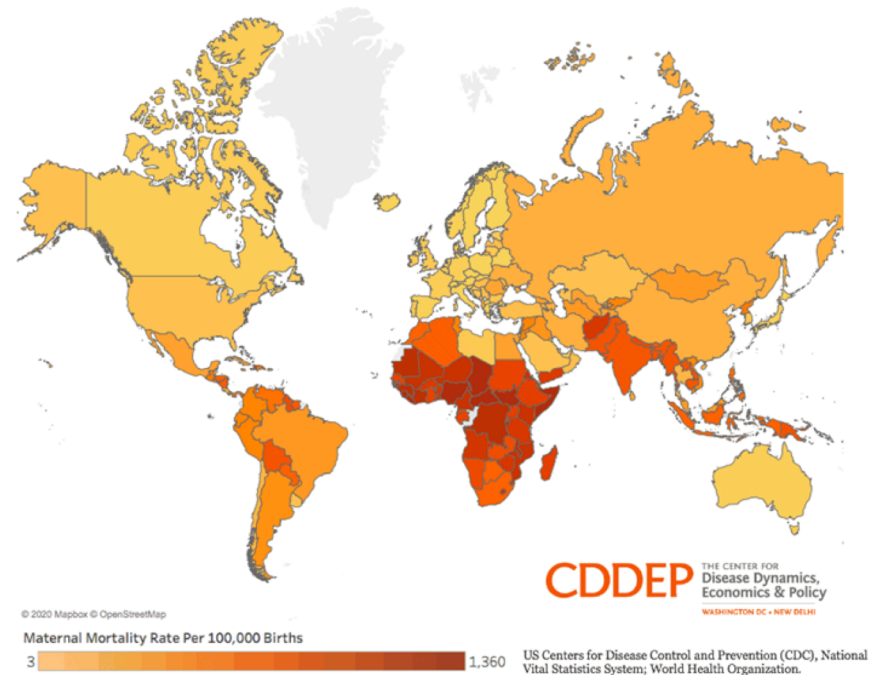 CDDEP
THE CENTER FOR
Disease Dynamics,
Economics & Policy
WASHINGTON DC • NEW DELHI
© 2020 Mapbox © OpenStreetMap
Maternal Mortality Rate Per 100,000 Births
3 1,360
US Centers for Disease Control and Prevention (CDC), National
Vital Statistics System; World Health Organization.